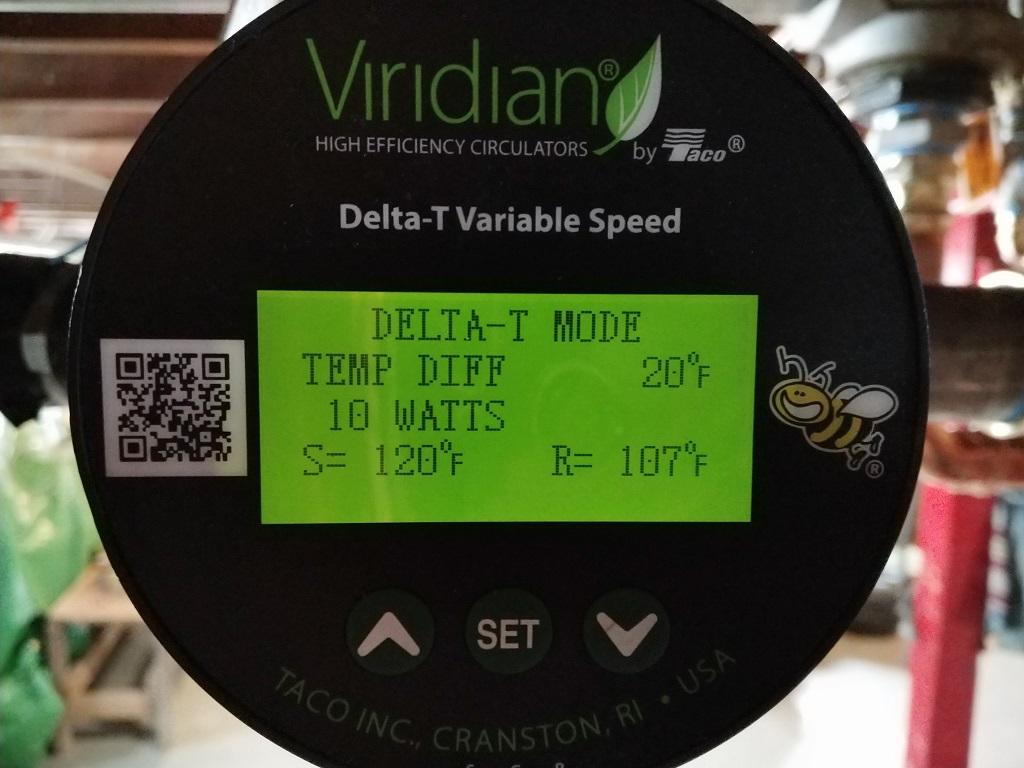 Viridian®
HIGH EFFICIENCY CIRCULATORS by Taco®
Delta-T Variable Speed
DELTA-T MODE
TEMP DIFF 20°F
10 WATTS
S= 120°F R= 107°F
®
SET
TACO INC., CRANSTON, RI • USA